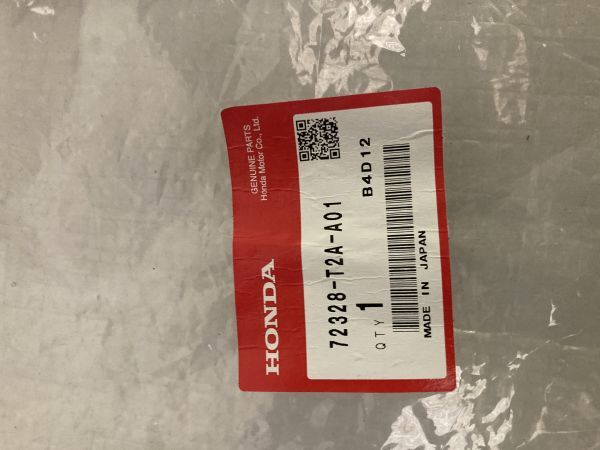 GENUINE PARTS
Honda Motor Co., Ltd.
HONDA
72328-T2A-A01
QTY 1
B4D12
MADE IN JAPAN